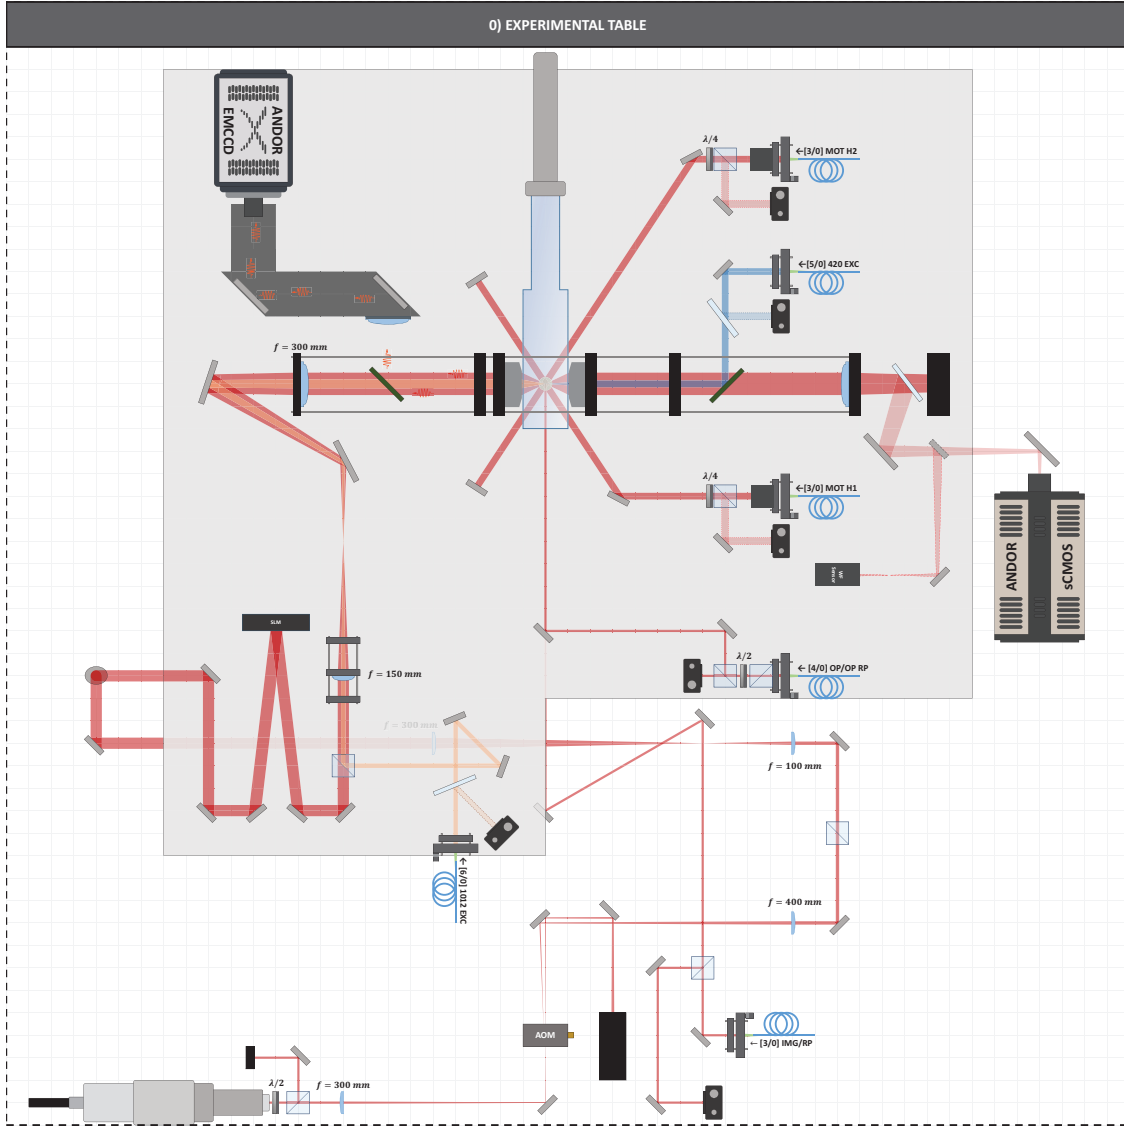 0) EXPERIMENTAL TABLE
ANDOR
EMCCD
λ/4
←[3/0] MOT H2
←[5/0] 420 EXC
f = 300 mm
λ/4
←[3/0] MOT H1
ANDOR
sCMOS
WF
Sensor
SLM
f = 150 mm
λ/2
← [4/0] OP/OP RP
f = 300 mm
f = 100 mm
← [6/0] 1012 EXC
f = 400 mm
AOM
← [3/0] IMG/RP
λ/2
f = 300 mm